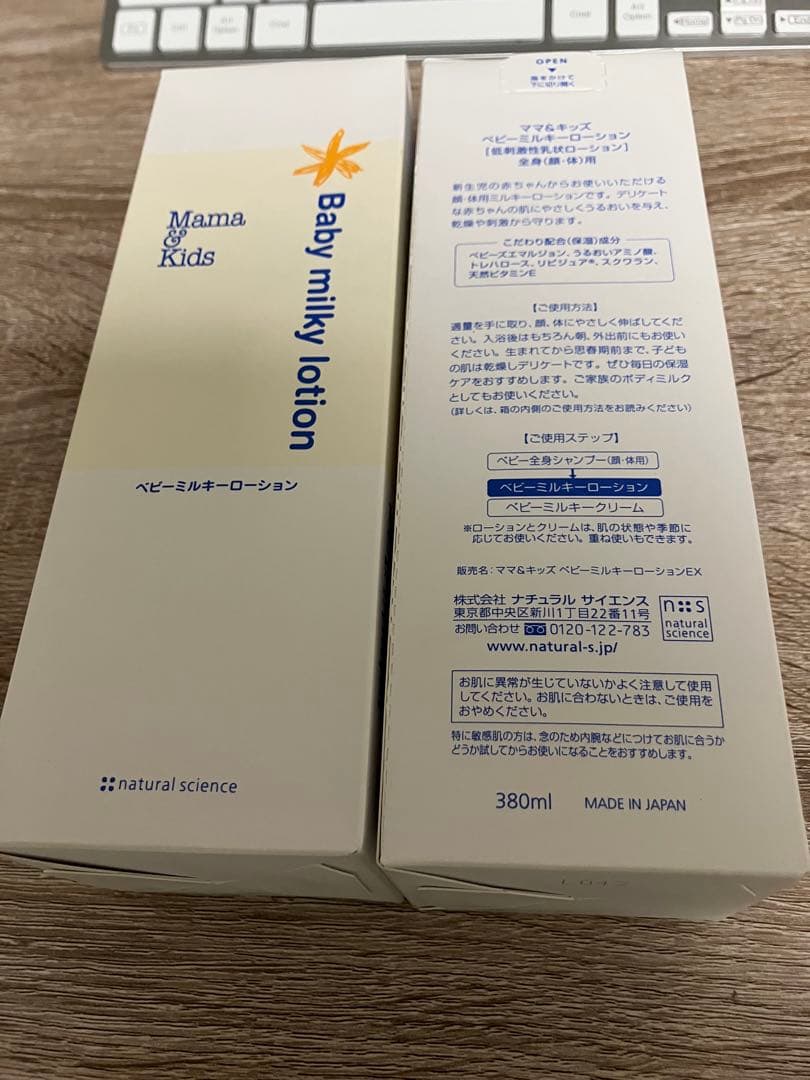 Mama
&
Kids
Baby milky lotion
ベビーミルキーローション
natural science
OPEN
ママ&キッズ
ベビーミルキーローション
[低刺激性乳状ローション]
全身(顔・体)用
新生児の赤ちゃんからお使いいただける
顔・体用ミルキーローションです。デリケート
な赤ちゃんの肌にやさしくうるおいを与え、
乾燥や刺激から守ります。
こだわり配合(保湿)成分
ベビーズエマルジョン、うるおいアミノ酸、
トレハロース、リピジュア®、スクワラン、
天然ビタミンE
【ご使用方法】
適量を手に取り、顔、体にやさしく伸ばしてくだ
さい。入浴後はもちろん朝、外出前にもお使い
ください。生まれてから思春期前まで、子ども
の肌は乾燥しデリケートです。ぜひ毎日の保湿
ケアをおすすめします。ご家族のボディミルク
としてもお使いください。
(詳しくは、箱の内側のご使用方法をお読みください)
【ご使用ステップ】
ベビー全身シャンプー(顔・体用)
ベビーミルキーローション
ベビーミルキークリーム
※ローションとクリームは、肌の状態や季節に
応じてお使いください。重ね使いもできます。
販売名:ママ&キッズ ベビーミルキーローションEX
株式会社 ナチュラル サイエンス
東京都中央区新川1丁目22番11号
お問い合わせ 0120-122-783
www.natural-s.jp/
n s
natural
science
お肌に異常が生じていないかよく注意して使用
してください。お肌に合わないときは、ご使用を
おやめください。
特に敏感肌の方は、念のため内腕などにつけてお肌に合うか
どうか試してからお使いになることをおすすめします。
380ml MADE IN JAPAN